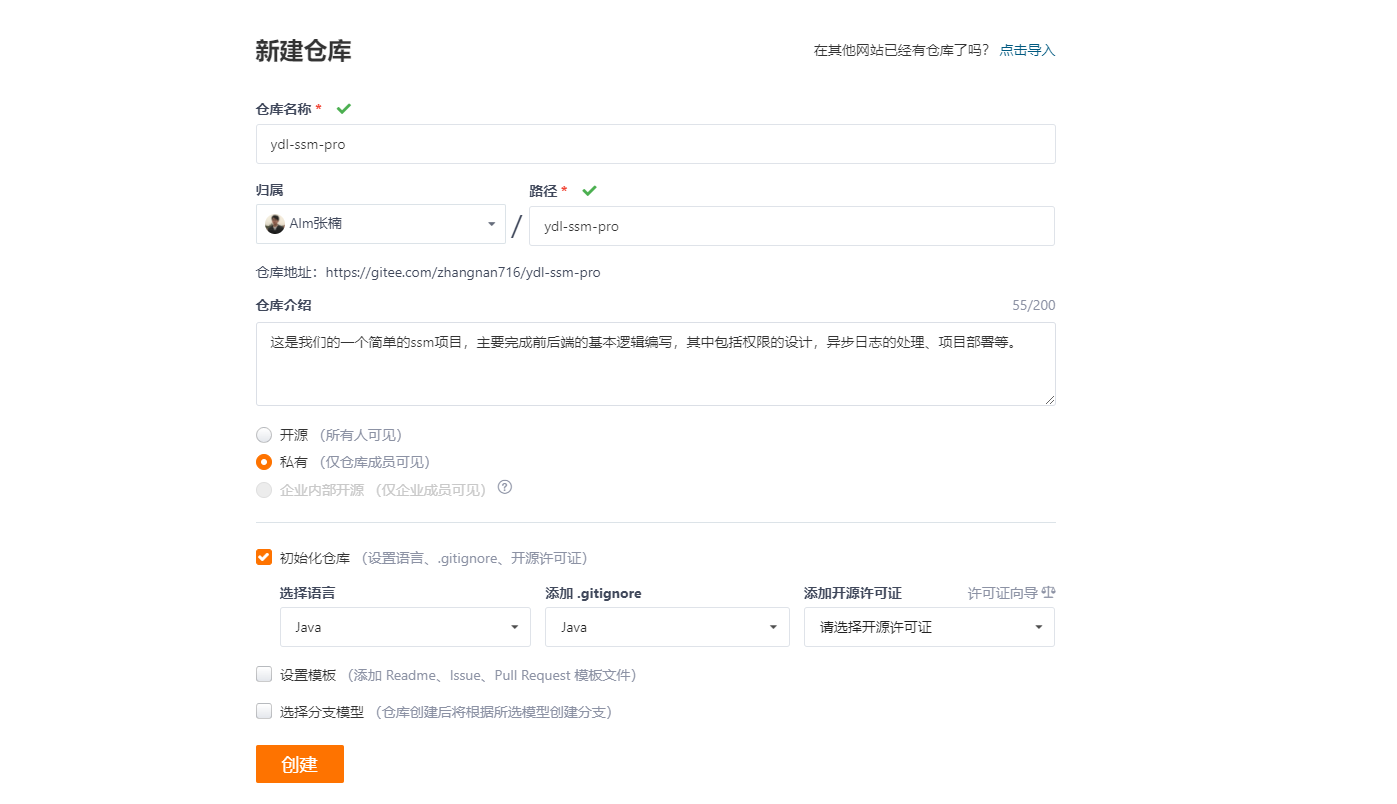 新建仓库
在其他网站已经有仓库了吗? 点击导入
仓库名称 *
ydl-ssm-pro
归属
路径 *
Alm张楠
/
ydl-ssm-pro
仓库地址：https://gitee.com/zhangnan716/ydl-ssm-pro
仓库介绍
55/200
这是我们的一个简单的ssm项目，主要完成前后端的基本逻辑编写，其中包括权限的设计，异步日志的处理、项目部署等。
开源 （所有人可见）
私有 （仅仓库成员可见）
企业内部开源 （仅企业成员可见） ?
初始化仓库 （设置语言、.gitignore、开源许可证）
选择语言
添加 .gitignore
添加开源许可证
许可证向导
Java
Java
请选择开源许可证
设置模板 （添加 Readme、Issue、Pull Request 模板文件）
选择分支模型 （仓库创建后将根据所选模型创建分支）
创建